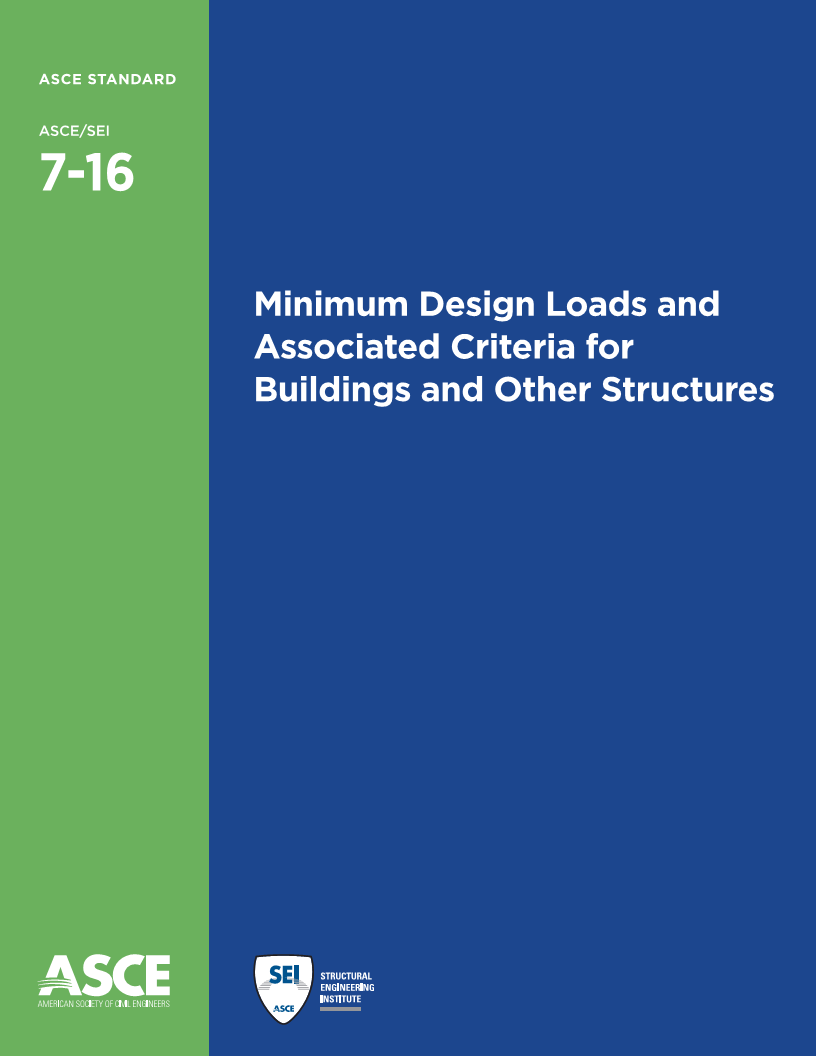 ASCE STANDARD
ASCE/SEI
7-16
Minimum Design Loads and
Associated Criteria for
Buildings and Other Structures
ASCE
AMERICAN SOCIETY OF CIVIL ENGINEERS
SEI
ASCE
STRUCTURAL
ENGINEERING
INSTITUTE